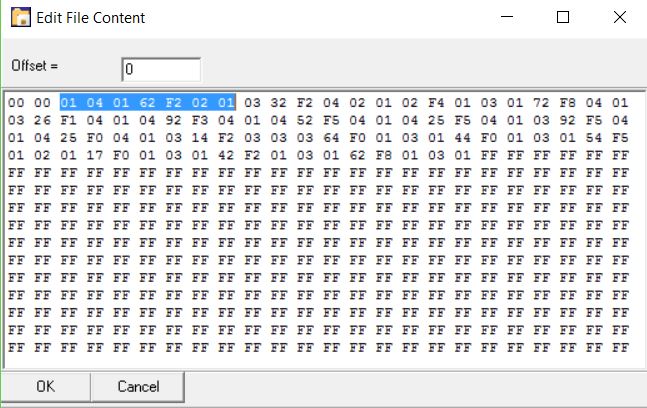 Edit File Content
Offset =
0
00 00 01 04 01 62 F2 02 01 03 32 F2 04 02 01 02 F4 01 03 01 72 F8 04 01
03 26 F1 04 01 04 92 F3 04 01 04 52 F5 04 01 04 25 F5 04 01 03 92 F5 04
01 04 25 F0 04 01 03 14 F2 03 03 03 64 F0 01 03 01 44 F0 01 03 01 54 F5
01 02 01 17 F0 01 03 01 42 F2 01 03 01 62 F8 01 03 01 FF FF FF FF FF FF
FF FF FF FF FF FF FF FF FF FF FF FF FF FF FF FF FF FF FF FF FF FF FF FF
FF FF FF FF FF FF FF FF FF FF FF FF FF FF FF FF FF FF FF FF FF FF FF FF
FF FF FF FF FF FF FF FF FF FF FF FF FF FF FF FF FF FF FF FF FF FF FF FF
FF FF FF FF FF FF FF FF FF FF FF FF FF FF FF FF FF FF FF FF FF FF FF FF
FF FF FF FF FF FF FF FF FF FF FF FF FF FF FF FF FF FF FF FF FF FF FF FF
FF FF FF FF FF FF FF FF FF FF FF FF FF FF FF FF FF FF FF FF FF FF FF FF
FF FF FF FF FF FF FF FF FF FF FF FF FF FF FF FF FF FF FF FF FF FF FF FF
FF FF FF FF FF FF FF FF FF FF FF FF FF FF FF FF FF FF FF FF FF FF FF FF
FF FF FF FF FF FF FF FF FF FF FF FF FF FF FF FF FF FF FF FF FF FF FF FF
FF FF FF FF FF FF FF FF FF FF FF FF FF FF FF FF FF FF FF FF FF FF FF FF
FF FF FF FF FF FF FF FF FF FF FF FF FF FF FF FF FF FF FF FF FF FF FF FF
OK Cancel